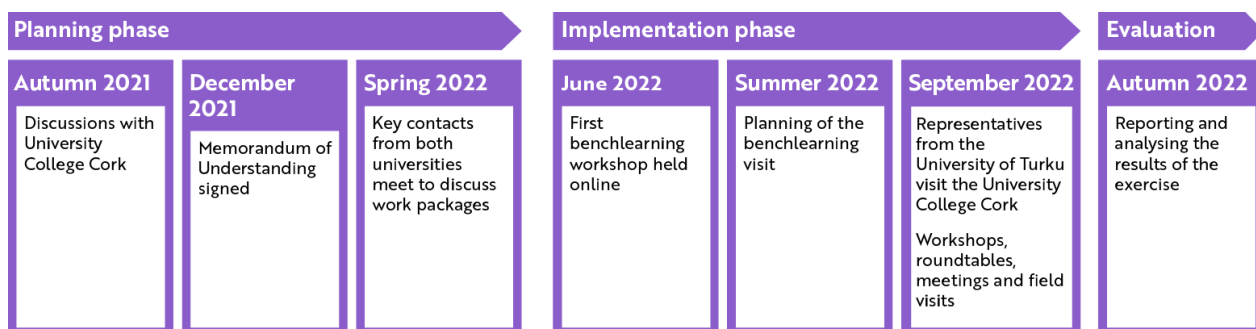 Planning phase
Autumn 2021
Discussions with
University
College Cork
December
2021
Memorandum of
Understanding
signed
Spring 2022
Key contacts
from both
universities
meet to discuss
work packages
Implementation phase
June 2022
First
benchlearning
workshop held
online
Summer 2022
Planning of the
benchlearning
visit
September 2022
Representatives
from the
University of Turku
visit the University
College Cork
Workshops,
roundtables,
meetings and field
visits
Evaluation
Autumn 2022
Reporting and
analysing the
results of the
exercise